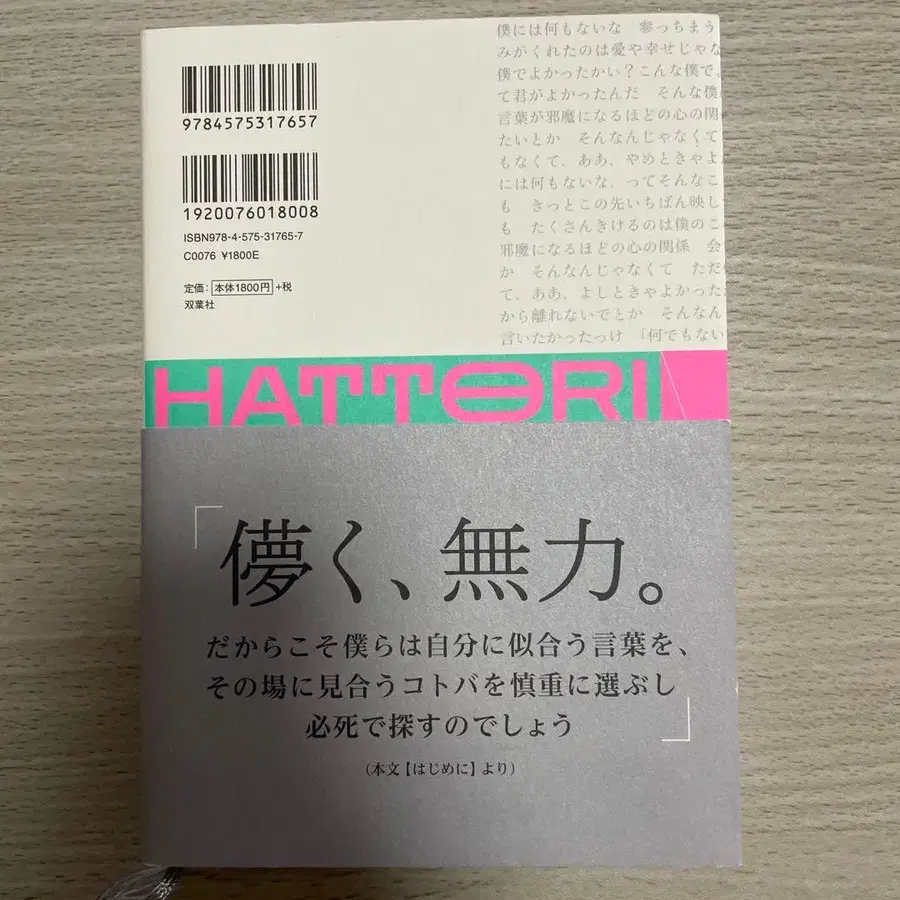 9784575317657
1920076018008
ISBN978-4-575-31765-7
C0076 ¥1800E
定価：本体1800円+税
双葉社
僕には何もないな　参っちまう
みがくれたのは愛や幸せじゃな
僕でよかったかい？こんな僕で、
て君がよかったんだ　そんな僕
言葉が邪魔になるほどの心の関
たいとか　そんなんじゃなくて
もなくて、ああ、やめときゃよ
には何もないな、ってそんなこ
も　きっとこの先いちばん映し
も　たくさんきけるのは僕のこ
邪魔になるほどの心の関係　会
か　そんなんじゃなくて　ただ
て、ああ、よしときゃよかった
から離れないでとか　そんなん
言いたかったっけ　「何でもない
HATTORI
「儚く、無力。
だからこそ僕らは自分に似合う言葉を、
その場に見合うコトバを慎重に選ぶし
必死で探すのでしょう」
（本文【はじめに】より）